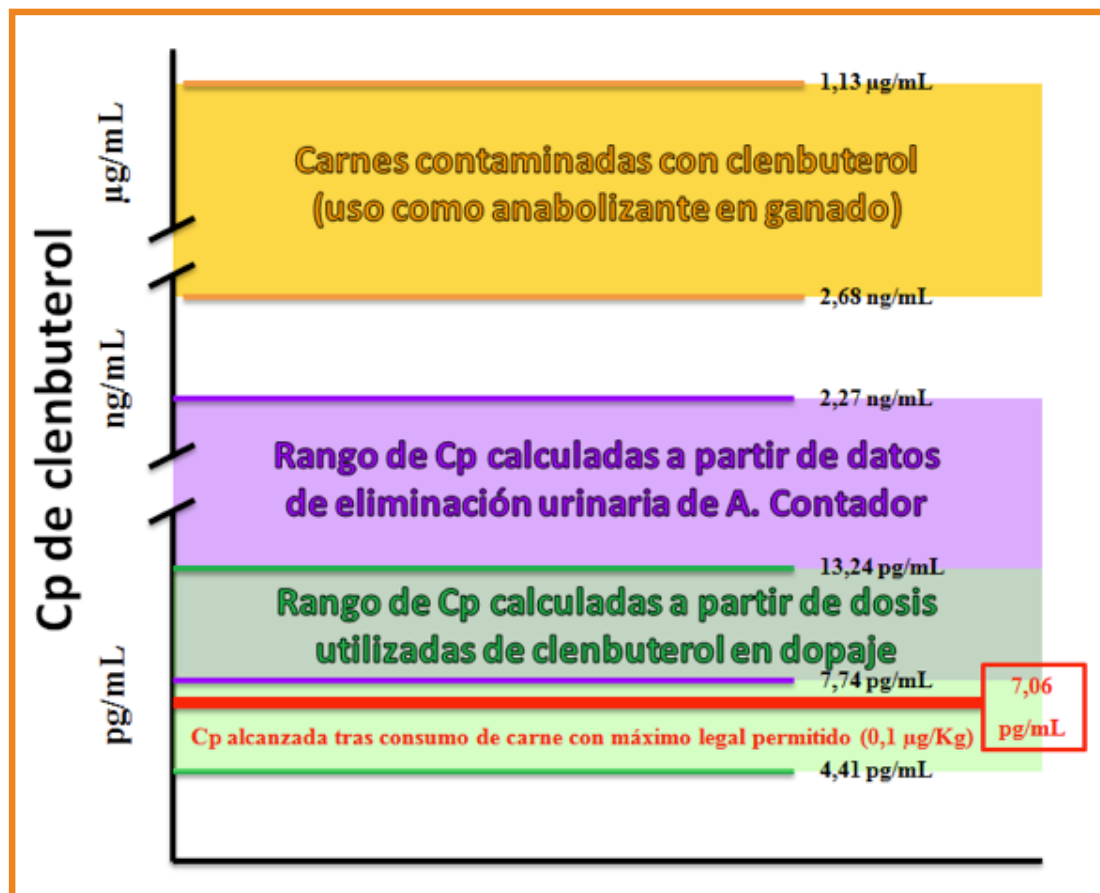 Cp de clenbuterol
µg/mL
ng/mL
pg/mL
1,13 µg/mL
Carnes contaminadas con clenbuterol
(uso como anabolizante en ganado)
2,68 ng/mL
2,27 ng/mL
Rango de Cp calculadas a partir de datos
de eliminación urinaria de A. Contador
13,24 pg/mL
Rango de Cp calculadas a partir de dosis
utilizadas de clenbuterol en dopaje
7,74 pg/mL
7,06
pg/mL
Cp alcanzada tras consumo de carne con máximo legal permitido (0,1 µg/Kg)
4,41 pg/mL